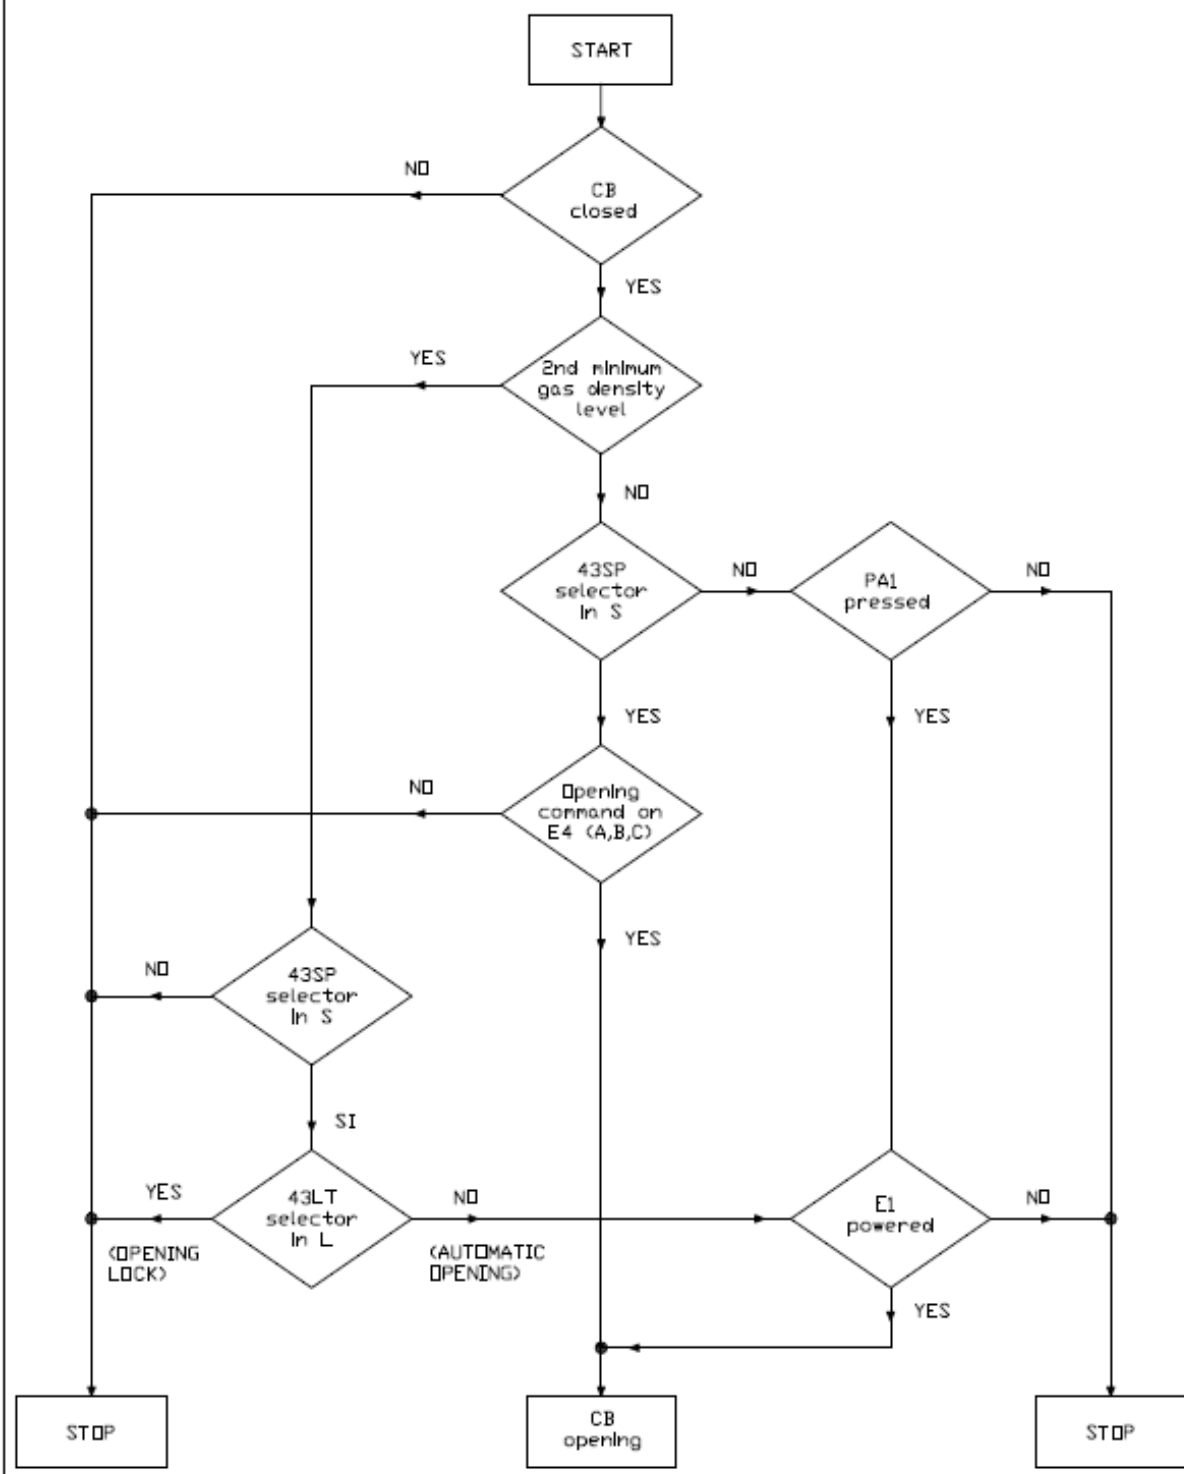 START
NO
CB
closed
YES
YES
2nd minimum
gas density
level
NO
43SP
selector
in S
NO
PA1
pressed
NO
YES
YES
NO
Opening
command on
E4 (A,B,C)
YES
NO
43SP
selector
in S
SI
YES
43LT
selector
in L
NO
E1
powered
NO
(OPENING
LOCK)
(AUTOMATIC
OPENING)
YES
STOP
CB
opening
STOP